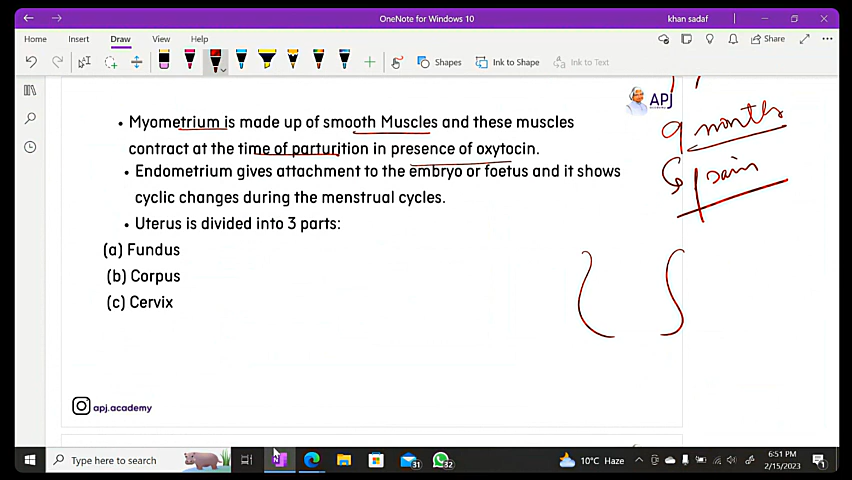 OneNote for Windows 10
khan sadaf
Home Insert Draw View Help
Share
Shapes
Ink to Shape
Ink to Text
APJ
• Myometrium is made up of smooth Muscles and these muscles
contract at the time of parturition in presence of oxytocin.
9 months
• Endometrium gives attachment to the embryo or foetus and it shows
pain
cyclic changes during the menstrual cycles.
• Uterus is divided into 3 parts:
(a) Fundus
(b) Corpus
(c) Cervix
apj.academy
Type here to search
31
32
10°C Haze
6:51 PM
2/15/2023
1